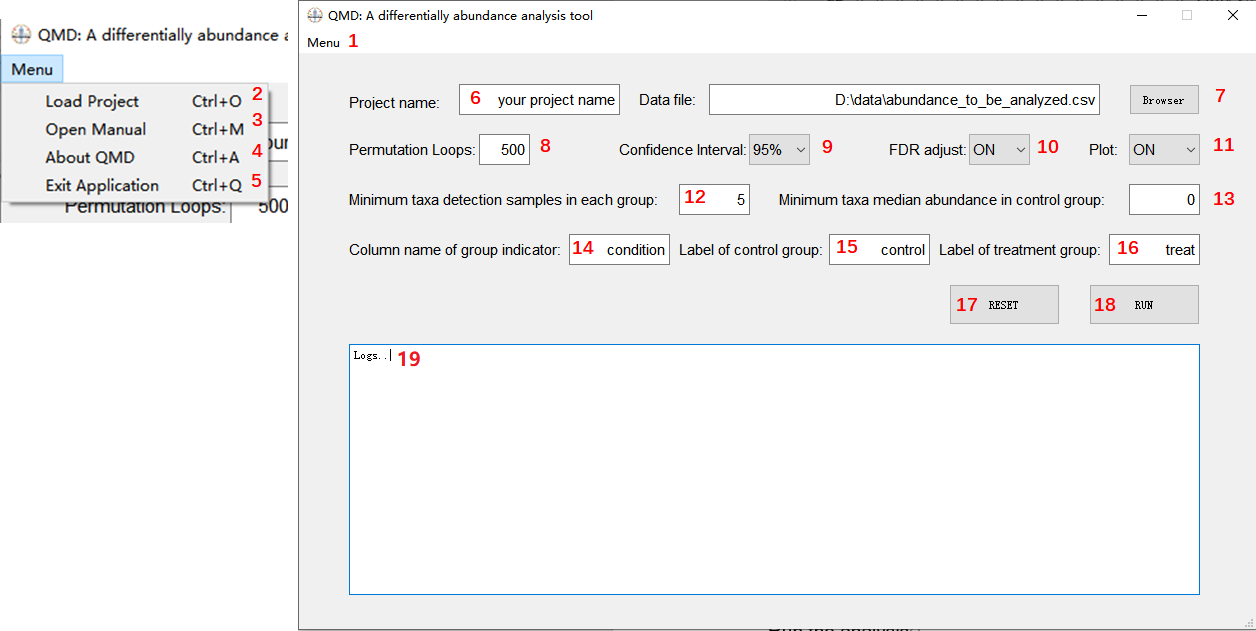 QMD: A differentially abundance a
Menu
Load Project Ctrl+O 2
Open Manual Ctrl+M 3
About QMD Ctrl+A 4
Exit Application Ctrl+Q 5
Permutation Loops: 500
QMD: A differentially abundance analysis tool
Menu 1
Project name: 6 your project name Data file: D:\data\abundance_to_be_analyzed.csv Browser 7
Permutation Loops: 500 8 Confidence Interval: 95% 9 FDR adjust: ON 10 Plot: ON 11
Minimum taxa detection samples in each group: 12 5 Minimum taxa median abundance in control group: 0 13
Column name of group indicator: 14 condition Label of control group: 15 control Label of treatment group: 16 treat
17 RESET 18 RUN
Logs.. 19